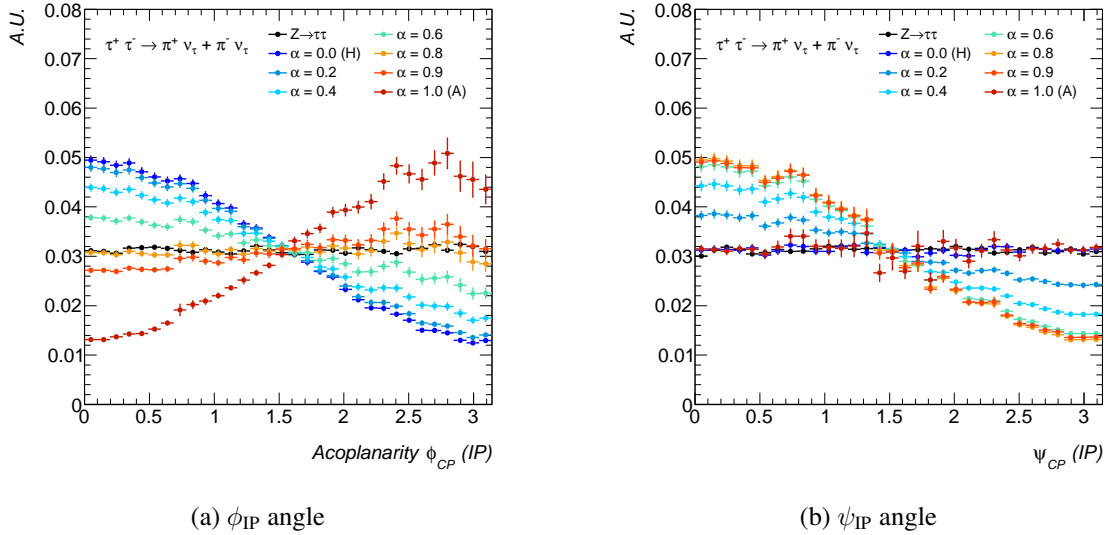 A.U.
0.08
0.07
0.06
0.05
0.04
0.03
0.02
0.01
0
τ⁺ τ⁻ → π⁺ ν_τ + π⁻ ν_τ
Z→ττ
α = 0.0 (H)
α = 0.2
α = 0.4
α = 0.6
α = 0.8
α = 0.9
α = 1.0 (A)
0 0.5 1 1.5 2 2.5 3
Acoplanarity ϕ_CP (IP)
(a) ϕ_IP angle
A.U.
0.08
0.07
0.06
0.05
0.04
0.03
0.02
0.01
0
τ⁺ τ⁻ → π⁺ ν_τ + π⁻ ν_τ
Z→ττ
α = 0.0 (H)
α = 0.2
α = 0.4
α = 0.6
α = 0.8
α = 0.9
α = 1.0 (A)
0 0.5 1 1.5 2 2.5 3
ψ_CP (IP)
(b) ψ_IP angle